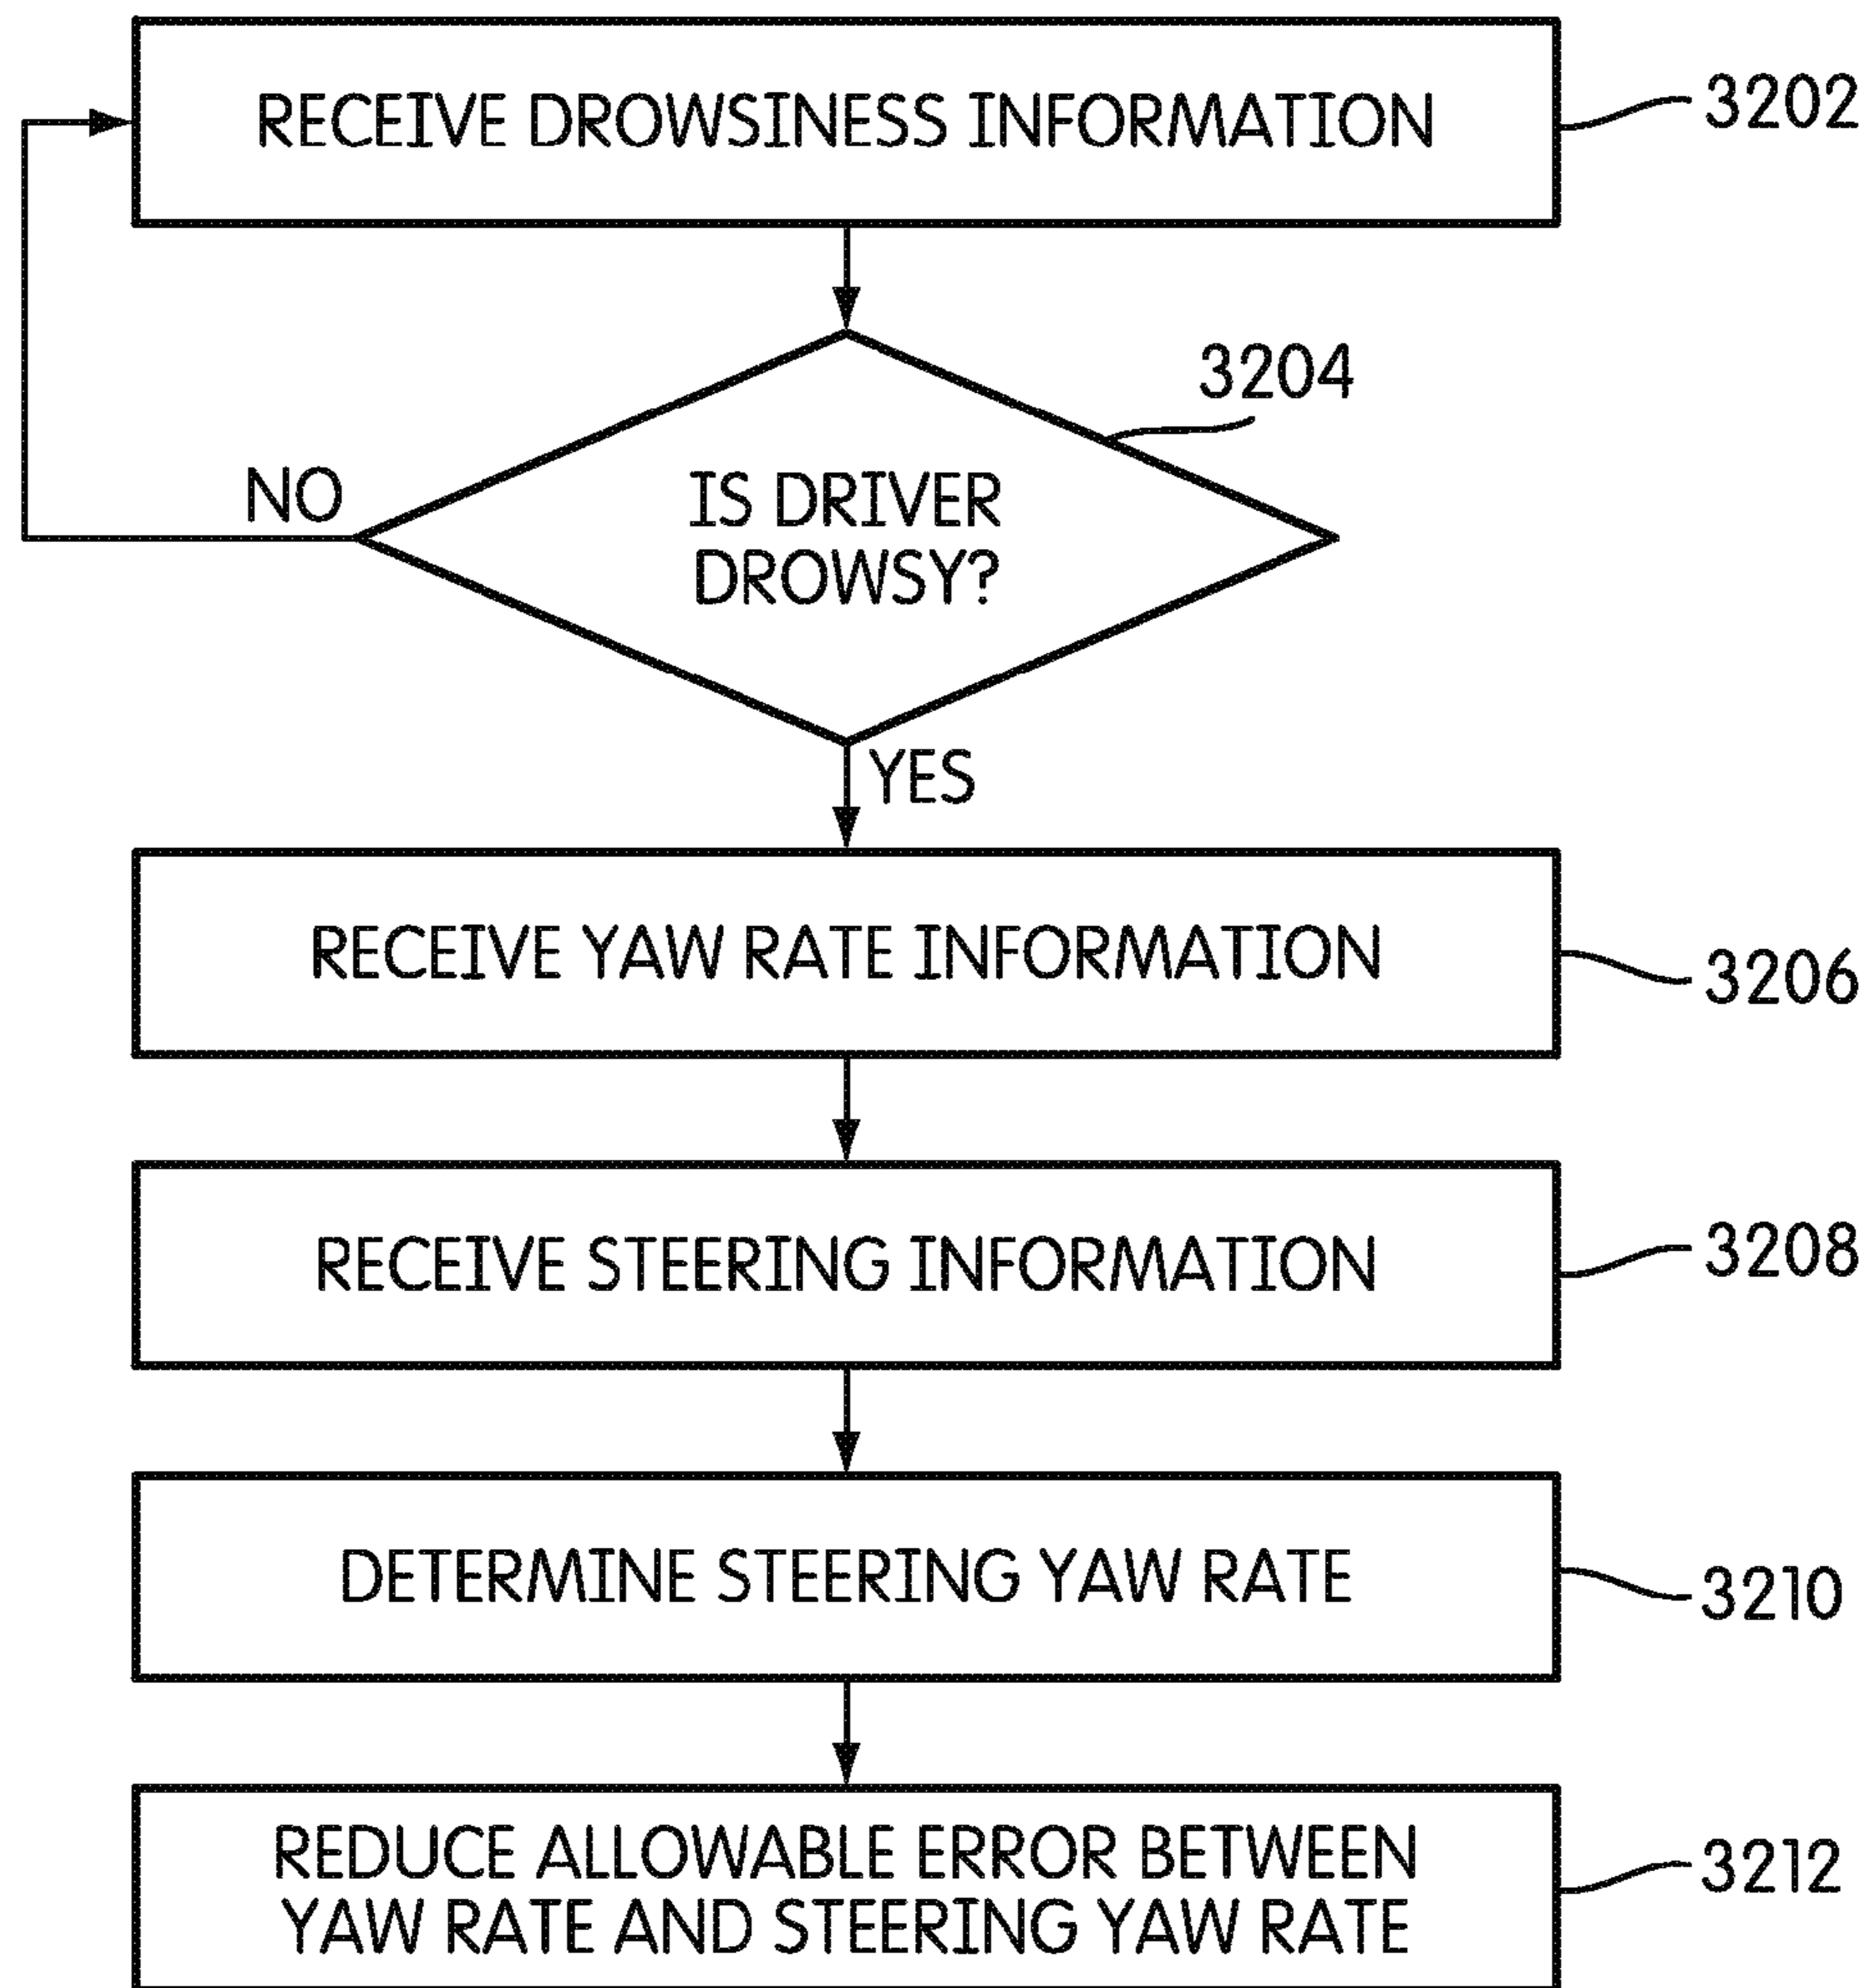 RECEIVE DROWSINESS INFORMATION
3202
3204
IS DRIVER
DROWSY?
NO
YES
RECEIVE YAW RATE INFORMATION
3206
RECEIVE STEERING INFORMATION
3208
DETERMINE STEERING YAW RATE
3210
REDUCE ALLOWABLE ERROR BETWEEN
YAW RATE AND STEERING YAW RATE
3212